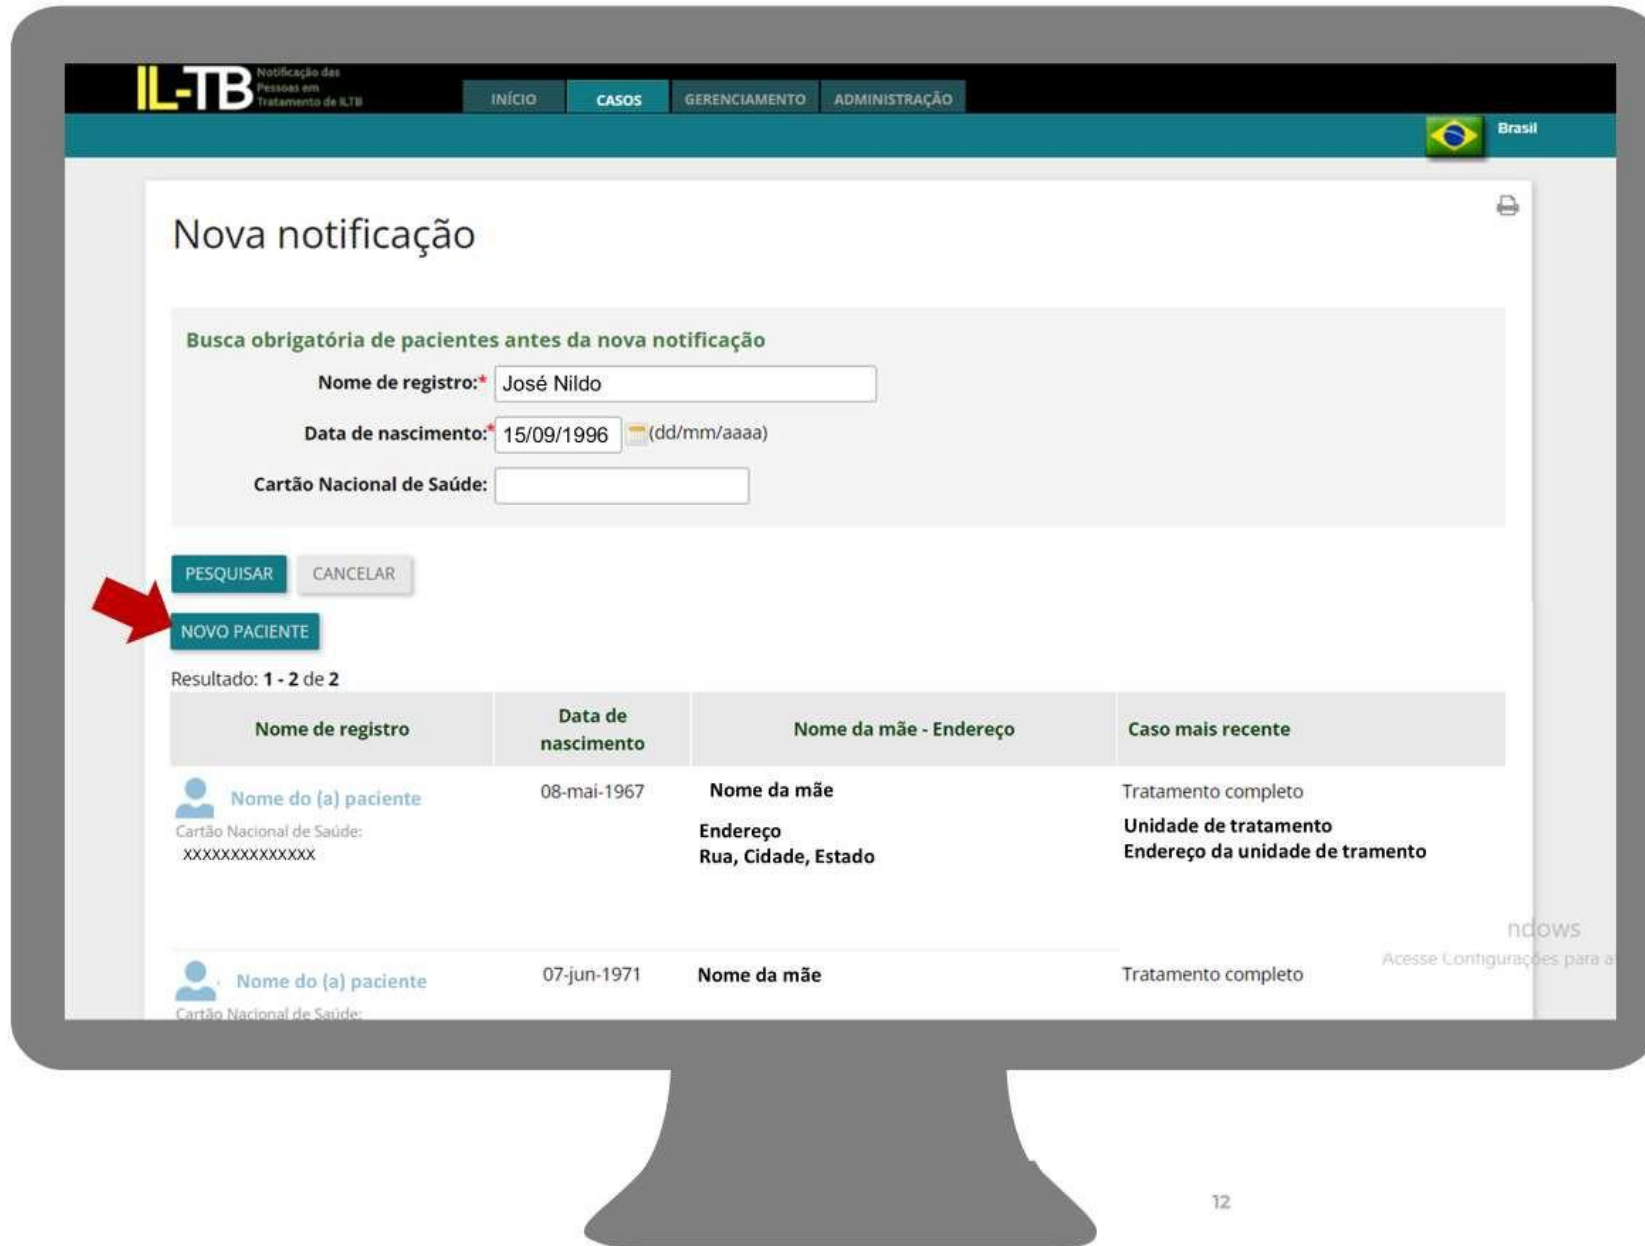 IL-TB
Notificação das
Pessoas em
Tratamento de ILTB
INÍCIO CASOS GERENCIAMENTO ADMINISTRAÇÃO
Brasil
Nova notificação
Busca obrigatória de pacientes antes da nova notificação
Nome de registro:* José Nildo
Data de nascimento:* 15/09/1996 (dd/mm/aaaa)
Cartão Nacional de Saúde:
PESQUISAR CANCELAR
NOVO PACIENTE
Resultado: 1 - 2 de 2
Nome de registro Data de nascimento Nome da mãe - Endereço Caso mais recente
Nome do (a) paciente 08-mai-1967 Nome da mãe Tratamento completo
Cartão Nacional de Saúde: Endereço Unidade de tratamento
XXXXXXXXXXXXXX Rua, Cidade, Estado Endereço da unidade de tramento
ndows
Acesse Configurações para a
Nome do (a) paciente 07-jun-1971 Nome da mãe Tratamento completo
Cartão Nacional de Saúde:
12